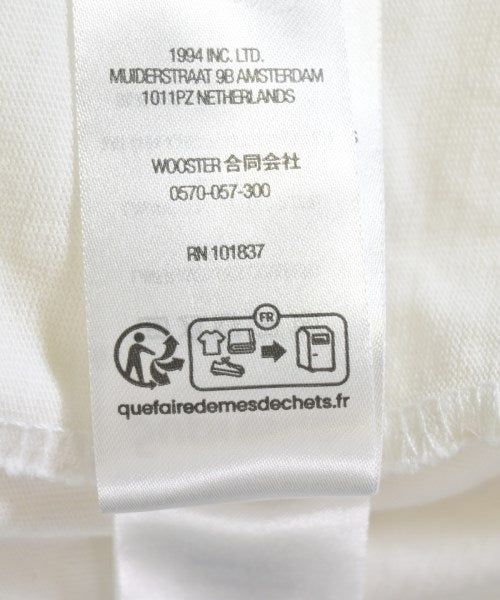 1994 INC. LTD.
MUIDERSTRAAT 9B AMSTERDAM
1011PZ NETHERLANDS
WOOSTER 合同会社
0570-057-300
RN 101837
FR
quefairedemesdechets.fr